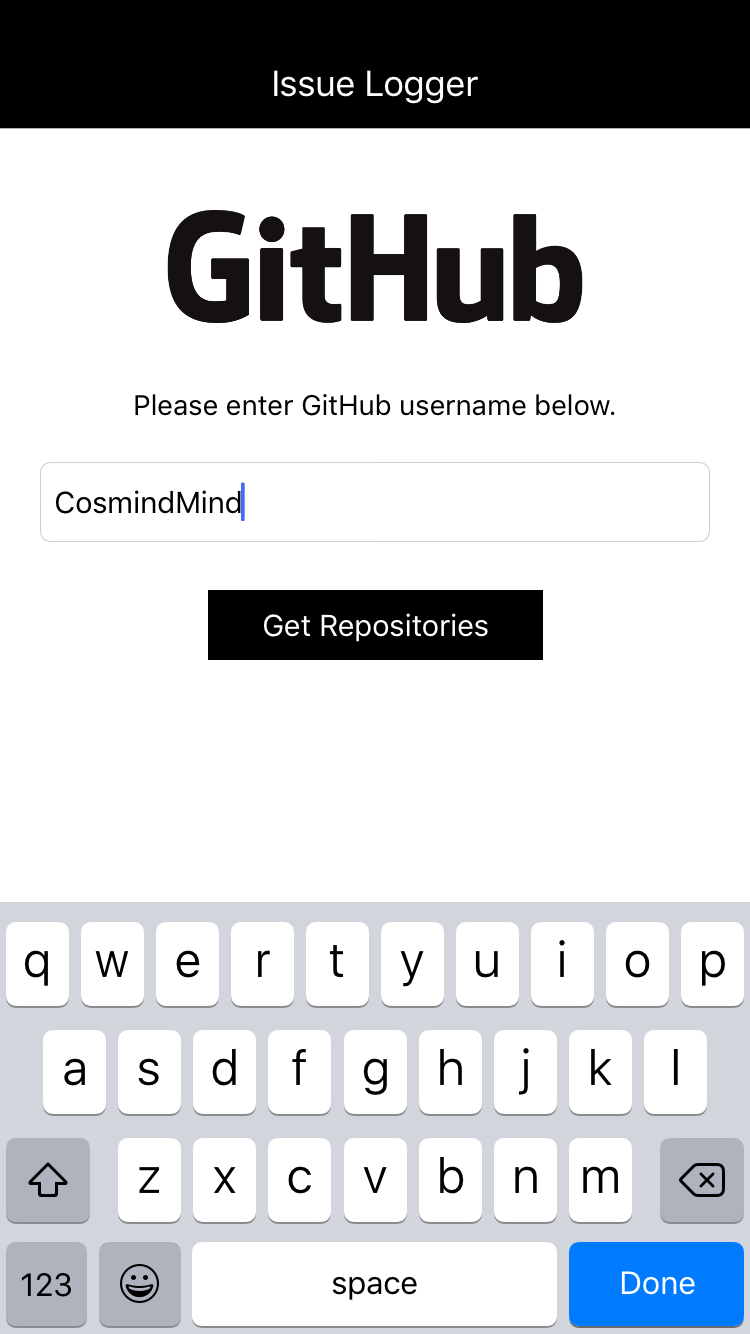 Issue Logger
GitHub
Please enter GitHub username below.
CosmindMind
Get Repositories
q w e r t y u i o p
a s d f g h j k l
z x c v b n m
123 space Done